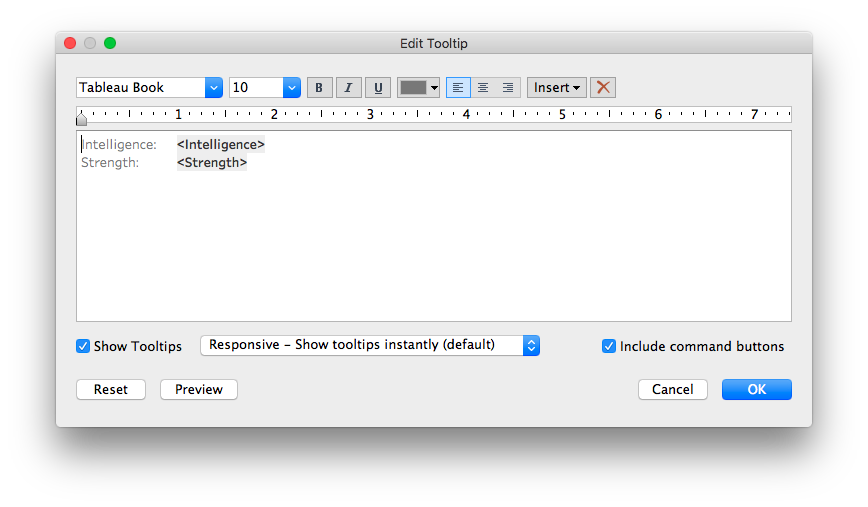 Edit Tooltip
Tableau Book 10 B I U Insert
1 2 3 4 5 6 7
Intelligence: <Intelligence>
Strength: <Strength>
Show Tooltips Responsive – Show tooltips instantly (default) Include command buttons
Reset Preview Cancel OK